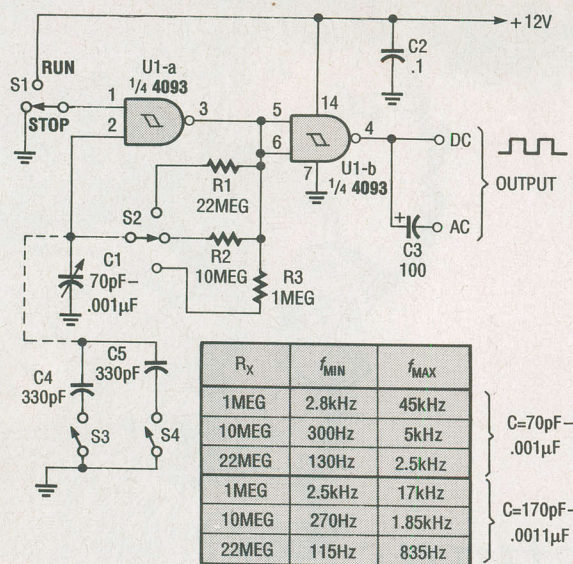 +12V
RUN
S1
STOP
U1-a
1/4 4093
1
2
3
5
6
14
7
4
C2
.1
U1-b
1/4 4093
DC
AC
OUTPUT
+
C3
100
R1
22MEG
S2
R2
10MEG
R3
1MEG
C1
70pF–
.001µF
C4
330pF
C5
330pF
S3
S4
RX fMIN fMAX
1MEG 2.8kHz 45kHz
10MEG 300Hz 5kHz
22MEG 130Hz 2.5kHz
C=70pF–
.001µF
1MEG 2.5kHz 17kHz
10MEG 270Hz 1.85kHz
22MEG 115Hz 835Hz
C=170pF–
.0011µF